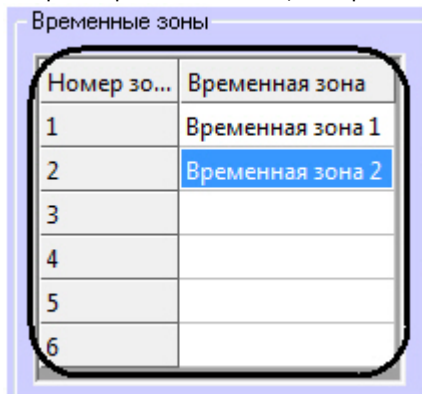 Временные зоны
Номер зо... Временная зона
1 Временная зона 1
2 Временная зона 2
3
4
5
6